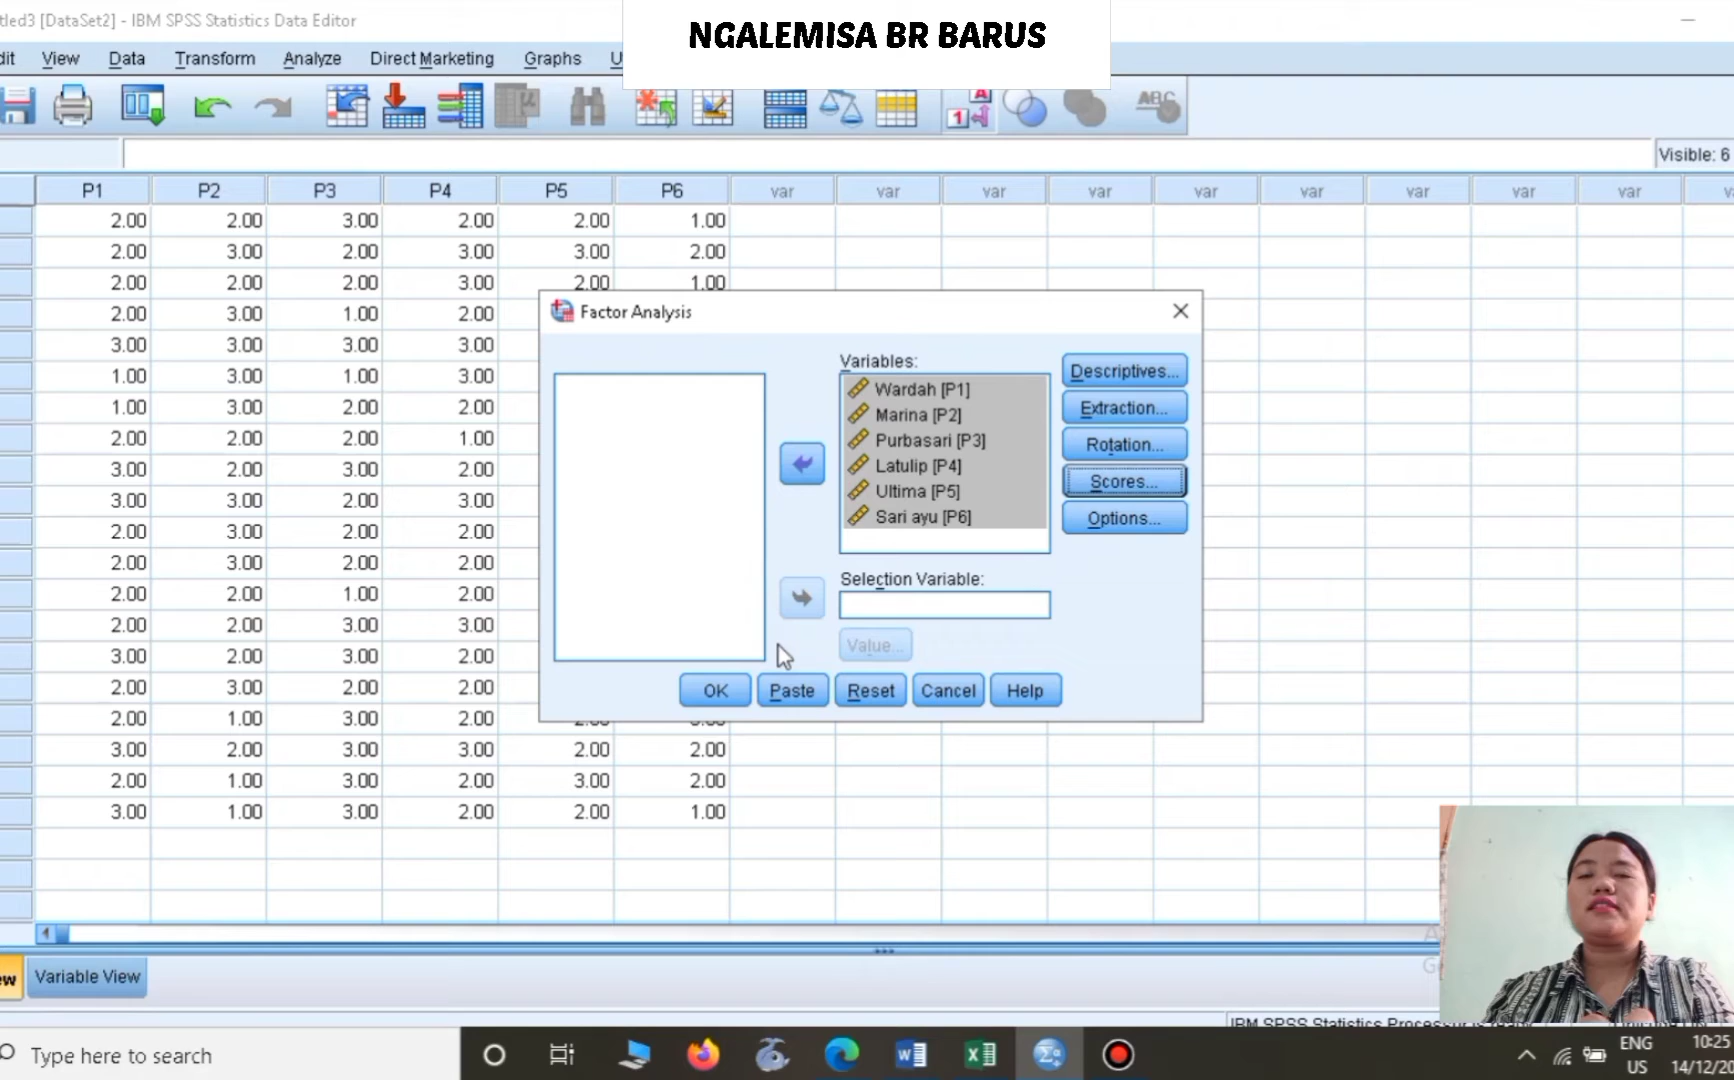 tled3 [DataSet2] - IBM SPSS Statistics Data Editor
NGALEMISA BR BARUS
dit View Data Transform Analyze Direct Marketing Graphs U
Visible: 6
P1 P2 P3 P4 P5 P6 var var var var var var var var var
2.00 2.00 3.00 2.00 2.00 1.00
2.00 3.00 2.00 3.00 3.00 2.00
2.00 2.00 2.00 3.00 2.00 1.00
2.00 3.00 1.00 2.00
3.00 3.00 3.00 3.00
1.00 3.00 1.00 3.00
1.00 3.00 2.00 2.00
2.00 2.00 2.00 1.00
3.00 2.00 3.00 2.00
3.00 3.00 2.00 3.00
2.00 3.00 2.00 2.00
2.00 3.00 2.00 2.00
2.00 2.00 1.00 3.00
2.00 2.00 3.00 3.00
3.00 2.00 3.00 2.00
2.00 3.00 2.00 2.00
2.00 1.00 3.00 2.00
3.00 2.00 3.00 3.00 2.00 2.00
2.00 1.00 3.00 2.00 3.00 2.00
3.00 1.00 3.00 2.00 2.00 1.00
Factor Analysis
Variables:
Wardah [P1]
Marina [P2]
Purbasari [P3]
Latulip [P4]
Ultima [P5]
Sari ayu [P6]
Descriptives...
Extraction...
Rotation...
Scores...
Options...
Selection Variable:
Value...
OK Paste Reset Cancel Help
ew Variable View
IBM SPSS Statistics Processor is ready
Type here to search
ENG
US
10:25
14/12/20